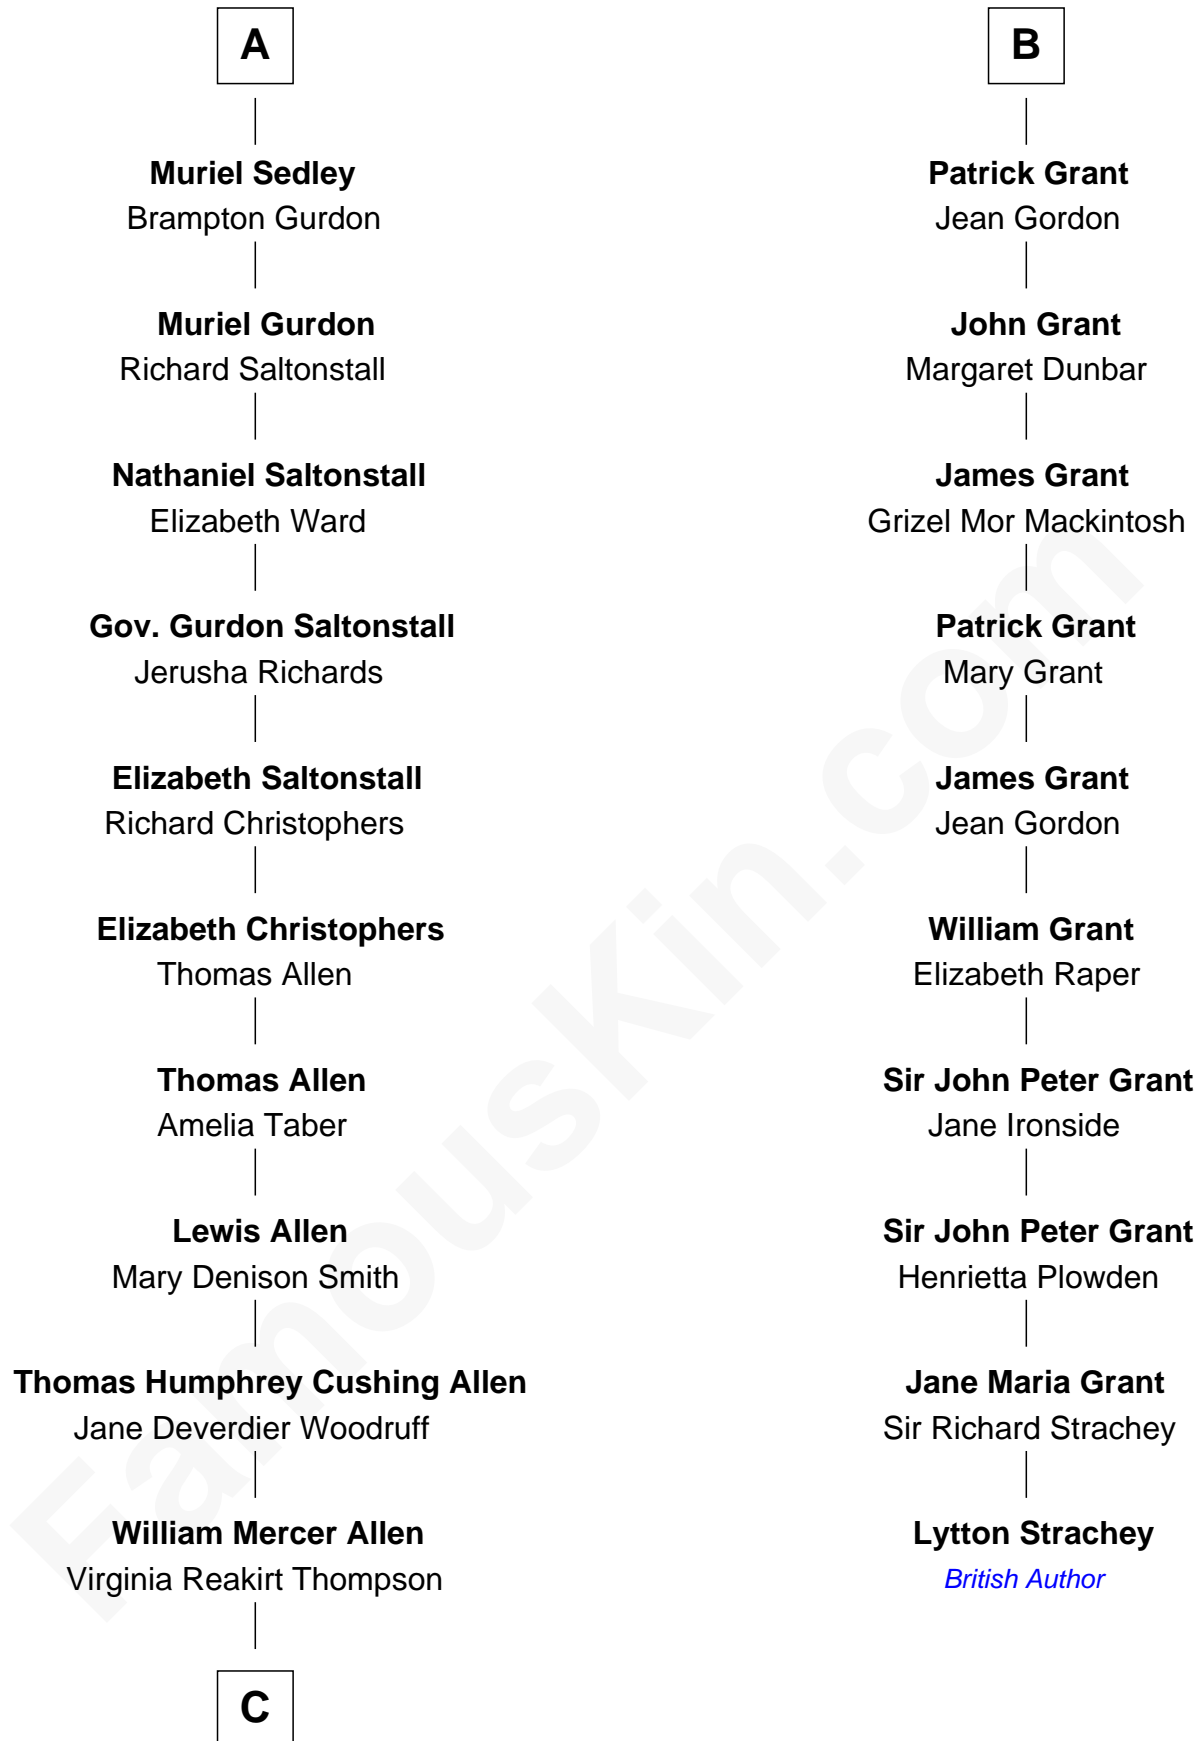 A
Muriel Sedley
Brampton Gurdon
Muriel Gurdon
Richard Saltonstall
Nathaniel Saltonstall
Elizabeth Ward
Gov. Gurdon Saltonstall
Jerusha Richards
Elizabeth Saltonstall
Richard Christophers
Elizabeth Christophers
Thomas Allen
Thomas Allen
Amelia Taber
Lewis Allen
Mary Denison Smith
Thomas Humphrey Cushing Allen
Jane Deverdier Woodruff
William Mercer Allen
Virginia Reakirt Thompson
C
B
Patrick Grant
Jean Gordon
John Grant
Margaret Dunbar
James Grant
Grizel Mor Mackintosh
Patrick Grant
Mary Grant
James Grant
Jean Gordon
William Grant
Elizabeth Raper
Sir John Peter Grant
Jane Ironside
Sir John Peter Grant
Henrietta Plowden
Jane Maria Grant
Sir Richard Strachey
Lytton Strachey
British Author
FamousKin.com